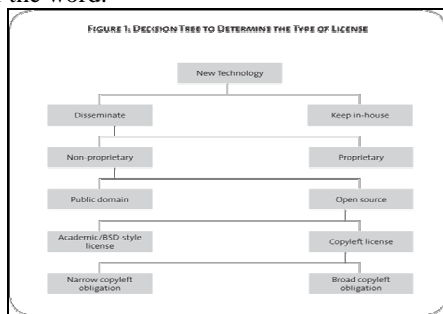 the word.
FIGURE 1: DECISION TREE TO DETERMINE THE TYPE OF LICENSE
New Technology
Disseminate
Keep in-house
Non-proprietary
Proprietary
Public domain
Open source
Academic/BSD-style
license
Copyleft license
Narrow copyleft
obligation
Broad copyleft
obligation